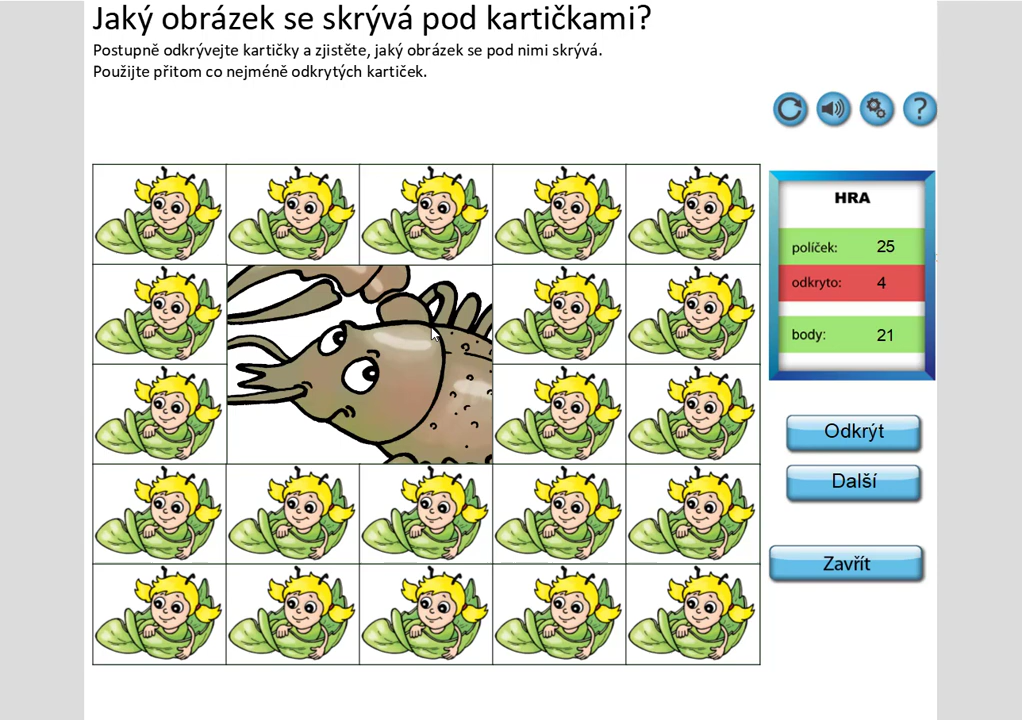 Jaký obrázek se skrývá pod kartičkami?
Postupně odkrývejte kartičky a zjistěte, jaký obrázek se pod nimi skrývá.
Použijte přitom co nejméně odkrytých kartiček.
?
HRA
políček: 25
odkryto: 4
body: 21
Odkrýt
Další
Zavřít